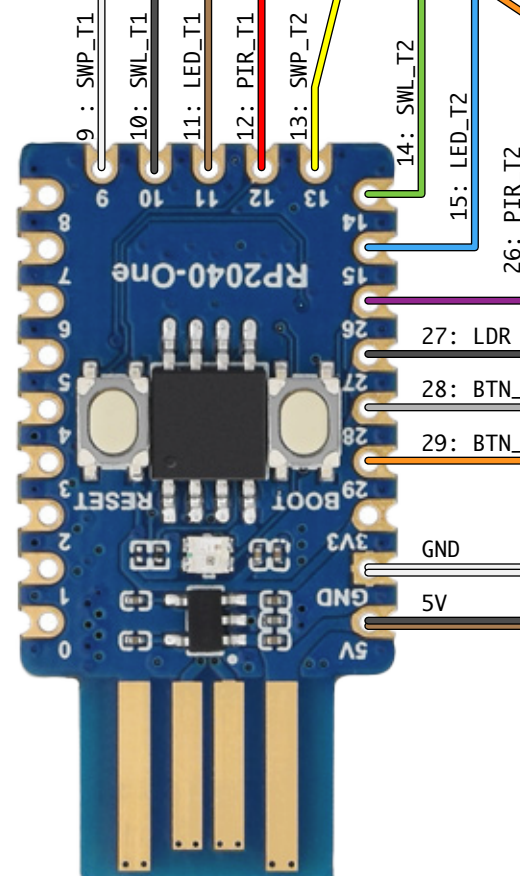 9 : SWP_T1
10: SWL_T1
11: LED_T1
12: PIR_T1
13: SWP_T2
14: SWL_T2
15: LED_T2
26: PIR_T2
27: LDR
28: BTN_
29: BTN_
GND
5V
9
10
11
12
13
14
15
26
27
28
29
3V3
GND
5V
8
7
6
5
4
3
2
1
0
RP2040-One
RESET
BOOT